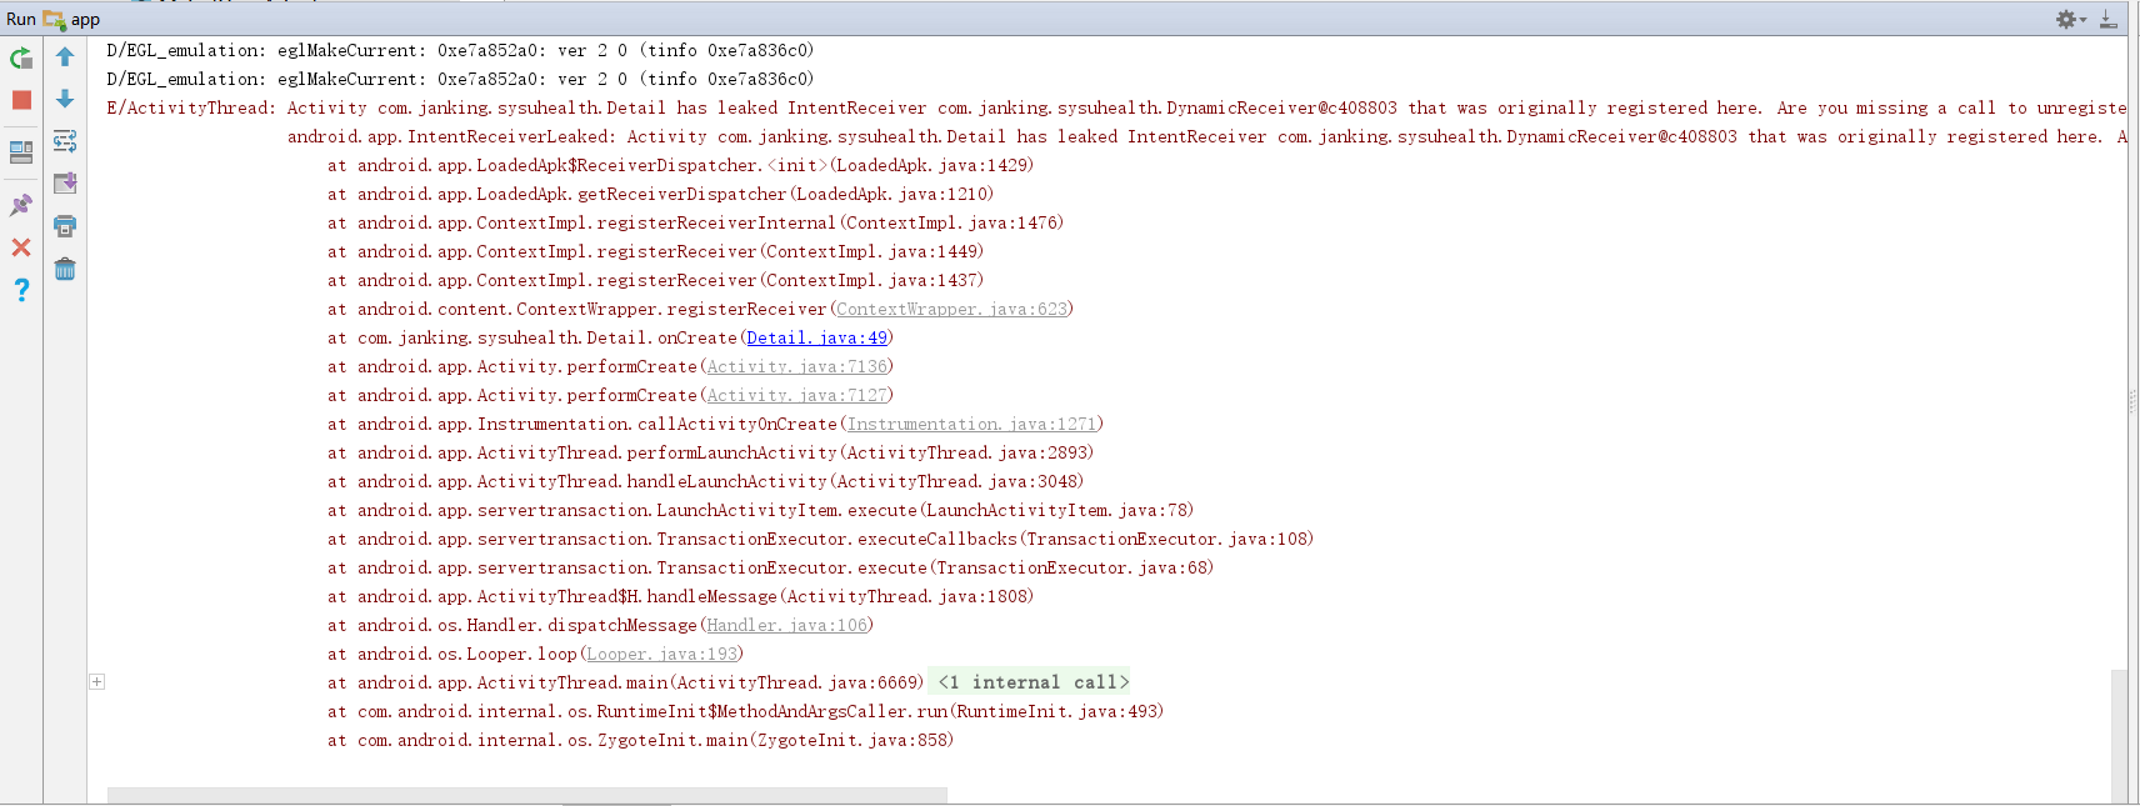 Run app
D/EGL_emulation: eglMakeCurrent: 0xe7a852a0: ver 2 0 (tinfo 0xe7a836c0)
D/EGL_emulation: eglMakeCurrent: 0xe7a852a0: ver 2 0 (tinfo 0xe7a836c0)
E/ActivityThread: Activity com.janking.sysuhealth.Detail has leaked IntentReceiver com.janking.sysuhealth.DynamicReceiver@c408803 that was originally registered here. Are you missing a call to unregiste
android.app.IntentReceiverLeaked: Activity com.janking.sysuhealth.Detail has leaked IntentReceiver com.janking.sysuhealth.DynamicReceiver@c408803 that was originally registered here. A
at android.app.LoadedApk$ReceiverDispatcher.<init>(LoadedApk.java:1429)
at android.app.LoadedApk.getReceiverDispatcher(LoadedApk.java:1210)
at android.app.ContextImpl.registerReceiverInternal(ContextImpl.java:1476)
at android.app.ContextImpl.registerReceiver(ContextImpl.java:1449)
at android.app.ContextImpl.registerReceiver(ContextImpl.java:1437)
at android.content.ContextWrapper.registerReceiver(ContextWrapper.java:623)
at com.janking.sysuhealth.Detail.onCreate(Detail.java:49)
at android.app.Activity.performCreate(Activity.java:7136)
at android.app.Activity.performCreate(Activity.java:7127)
at android.app.Instrumentation.callActivityOnCreate(Instrumentation.java:1271)
at android.app.ActivityThread.performLaunchActivity(ActivityThread.java:2893)
at android.app.ActivityThread.handleLaunchActivity(ActivityThread.java:3048)
at android.app.servertransaction.LaunchActivityItem.execute(LaunchActivityItem.java:78)
at android.app.servertransaction.TransactionExecutor.executeCallbacks(TransactionExecutor.java:108)
at android.app.servertransaction.TransactionExecutor.execute(TransactionExecutor.java:68)
at android.app.ActivityThread$H.handleMessage(ActivityThread.java:1808)
at android.os.Handler.dispatchMessage(Handler.java:106)
at android.os.Looper.loop(Looper.java:193)
at android.app.ActivityThread.main(ActivityThread.java:6669) <1 internal call>
at com.android.internal.os.RuntimeInit$MethodAndArgsCaller.run(RuntimeInit.java:493)
at com.android.internal.os.ZygoteInit.main(ZygoteInit.java:858)